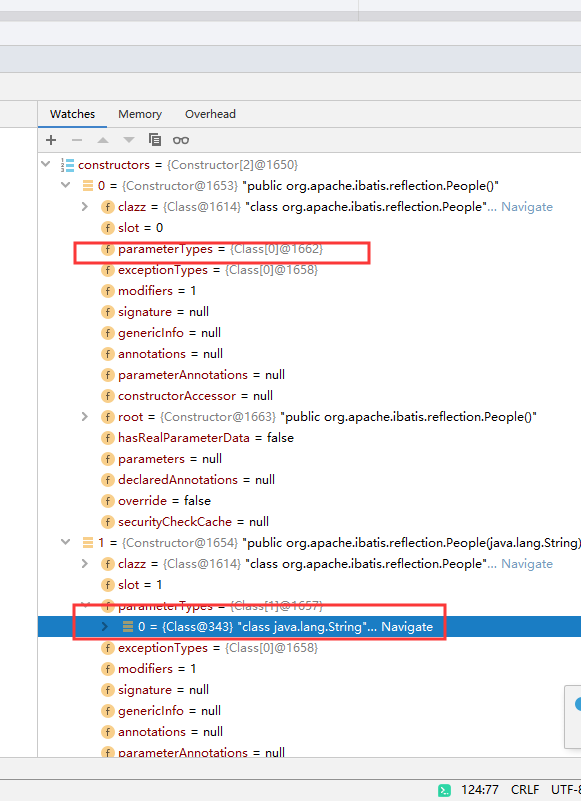 Watches Memory Overhead
constructors = {Constructor[2]@1650}
0 = {Constructor@1653} "public org.apache.ibatis.reflection.People()"
clazz = {Class@1614} "class org.apache.ibatis.reflection.People"... Navigate
slot = 0
parameterTypes = {Class[0]@1662}
exceptionTypes = {Class[0]@1658}
modifiers = 1
signature = null
genericInfo = null
annotations = null
parameterAnnotations = null
constructorAccessor = null
root = {Constructor@1663} "public org.apache.ibatis.reflection.People()"
hasRealParameterData = false
parameters = null
declaredAnnotations = null
override = false
securityCheckCache = null
1 = {Constructor@1654} "public org.apache.ibatis.reflection.People(java.lang.String)
clazz = {Class@1614} "class org.apache.ibatis.reflection.People"... Navigate
slot = 1
parameterTypes = {Class[1]@1657}
0 = {Class@343} "class java.lang.String"... Navigate
exceptionTypes = {Class[0]@1658}
modifiers = 1
signature = null
genericInfo = null
annotations = null
parameterAnnotations = null
124:77 CRLF UTF-8